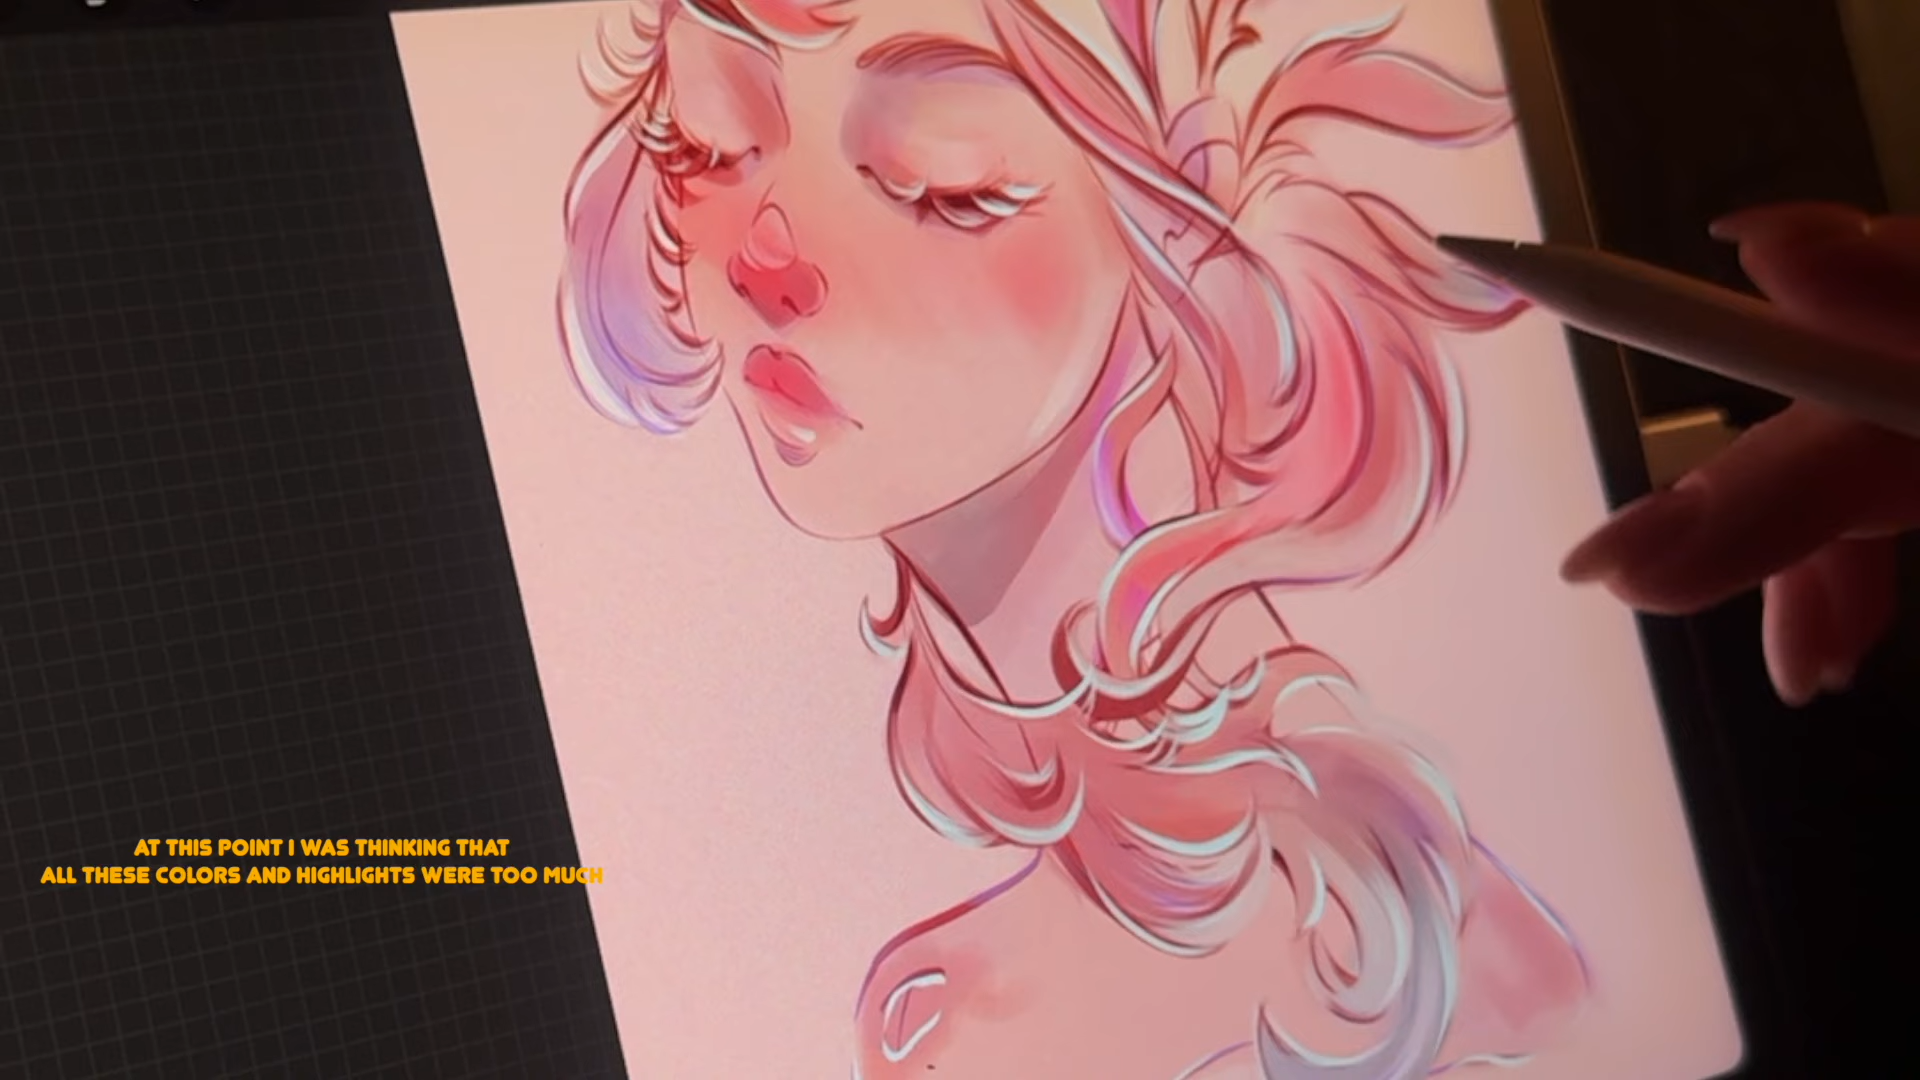 AT THIS POINT I WAS THINKING THAT
ALL THESE COLORS AND HIGHLIGHTS WERE TOO MUCH